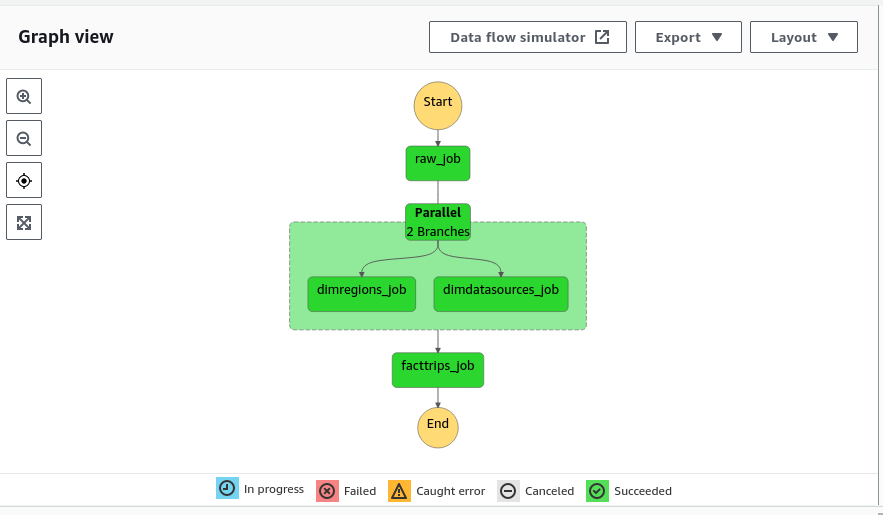 Graph view
Data flow simulator
Export
Layout
Start
raw_job
Parallel
2 Branches
dimregions_job
dimdatasources_job
facttrips_job
End
In progress
Failed
Caught error
Canceled
Succeeded